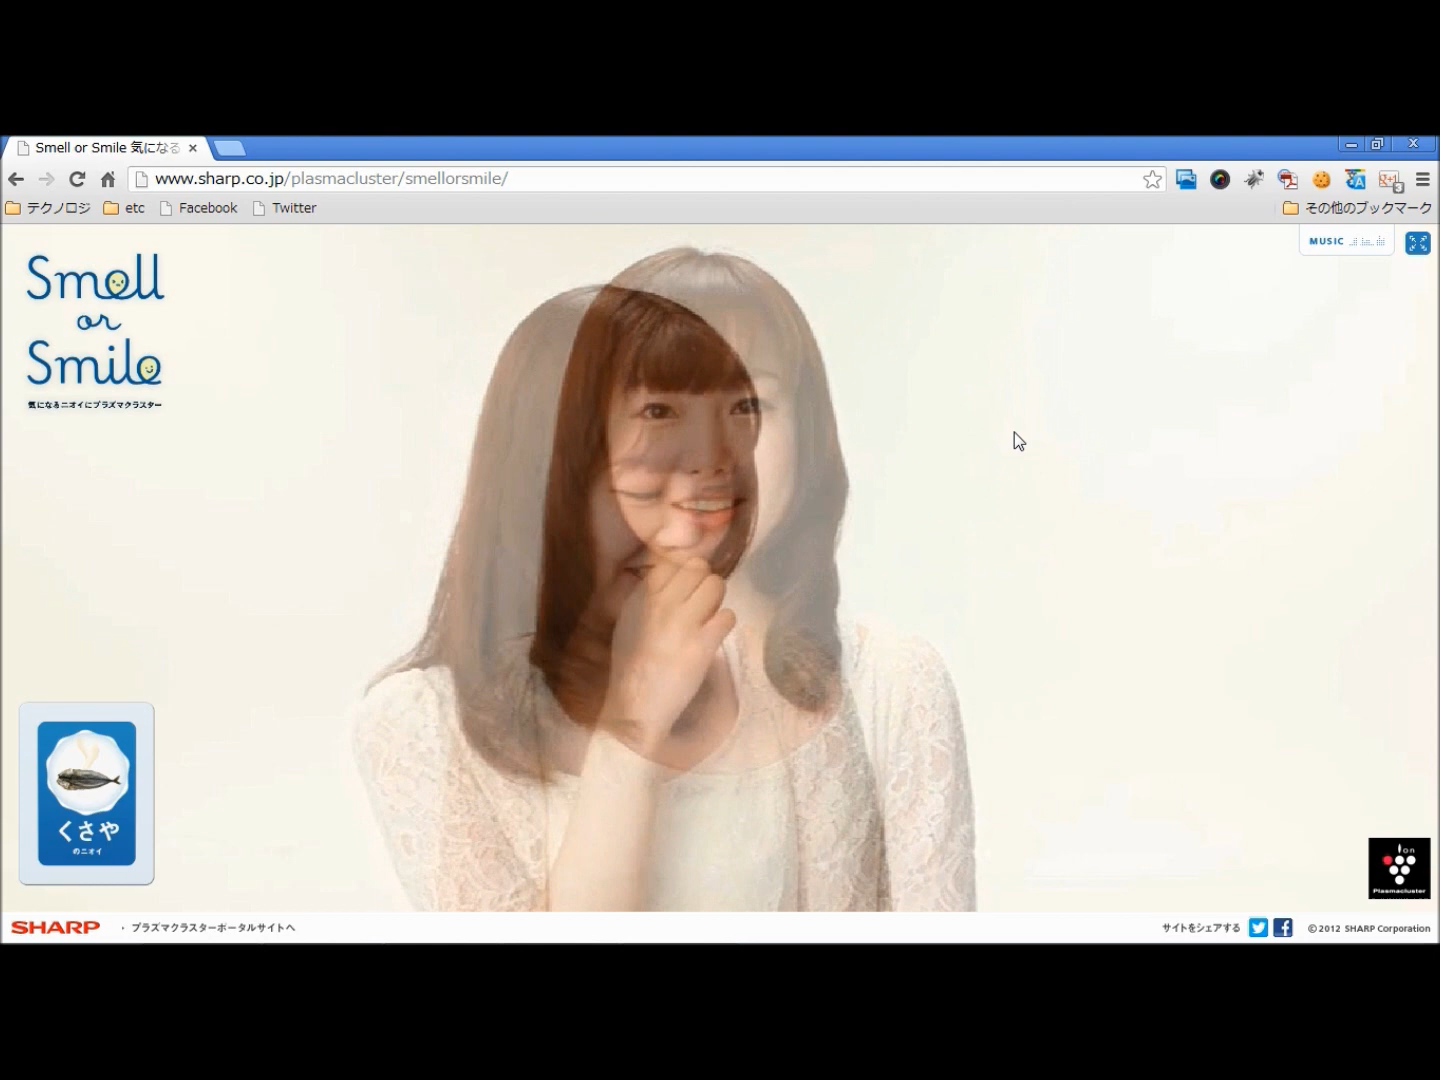 Smell or Smile 気になる
www.sharp.co.jp/plasmacluster/smellorsmile/
3
テクノロジ etc Facebook Twitter その他のブックマーク
MUSIC
Smell
or
Smile
気になるニオイにプラズマクラスター
くさや
のニオイ
ion
Plasmacluster
SHARP ・プラズマクラスターポータルサイトへ サイトをシェアする ©2012 SHARP Corporation